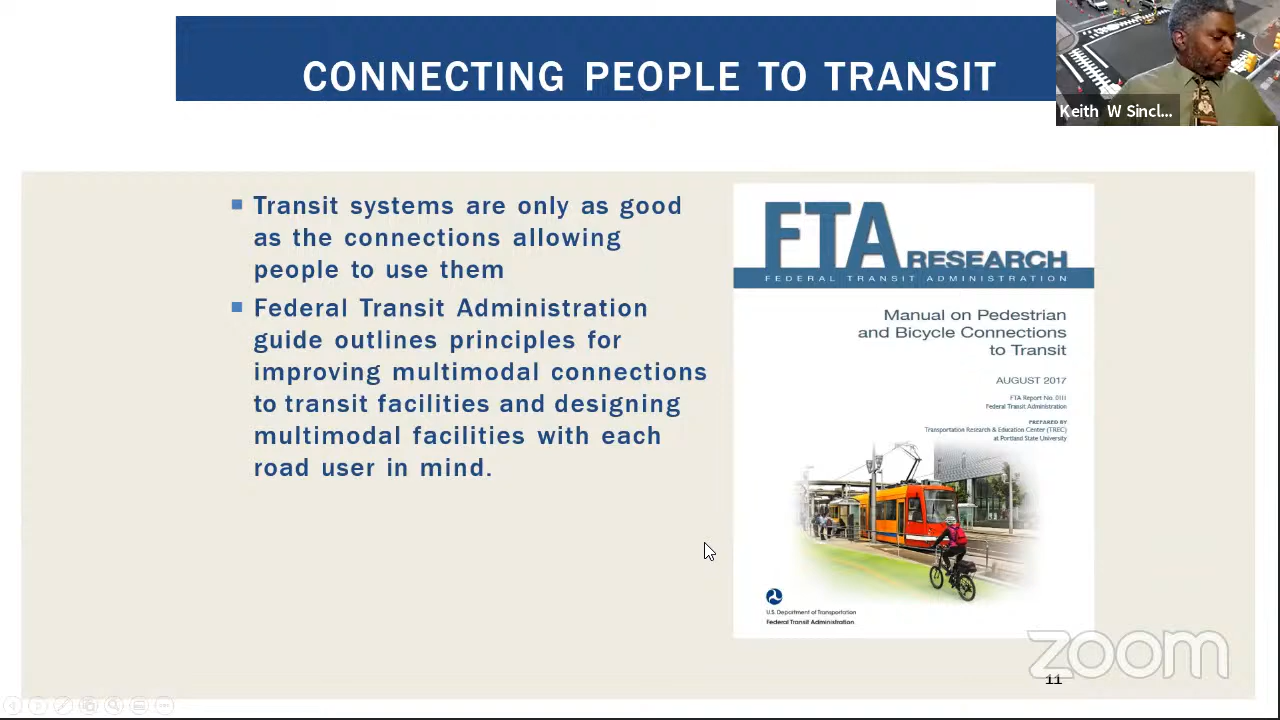 CONNECTING PEOPLE TO TRANSIT
Keith W Sincl...
Transit systems are only as good
as the connections allowing
people to use them
Federal Transit Administration
guide outlines principles for
improving multimodal connections
to transit facilities and designing
multimodal facilities with each
road user in mind.
FTA RESEARCH
FEDERAL TRANSIT ADMINISTRATION
Manual on Pedestrian
and Bicycle Connections
to Transit
AUGUST 2017
FTA Report No. 0111
Federal Transit Administration
PREPARED BY
Transportation Research & Education Center (TREC)
at Portland State University
U.S. Department of Transportation
Federal Transit Administration
zoom
11